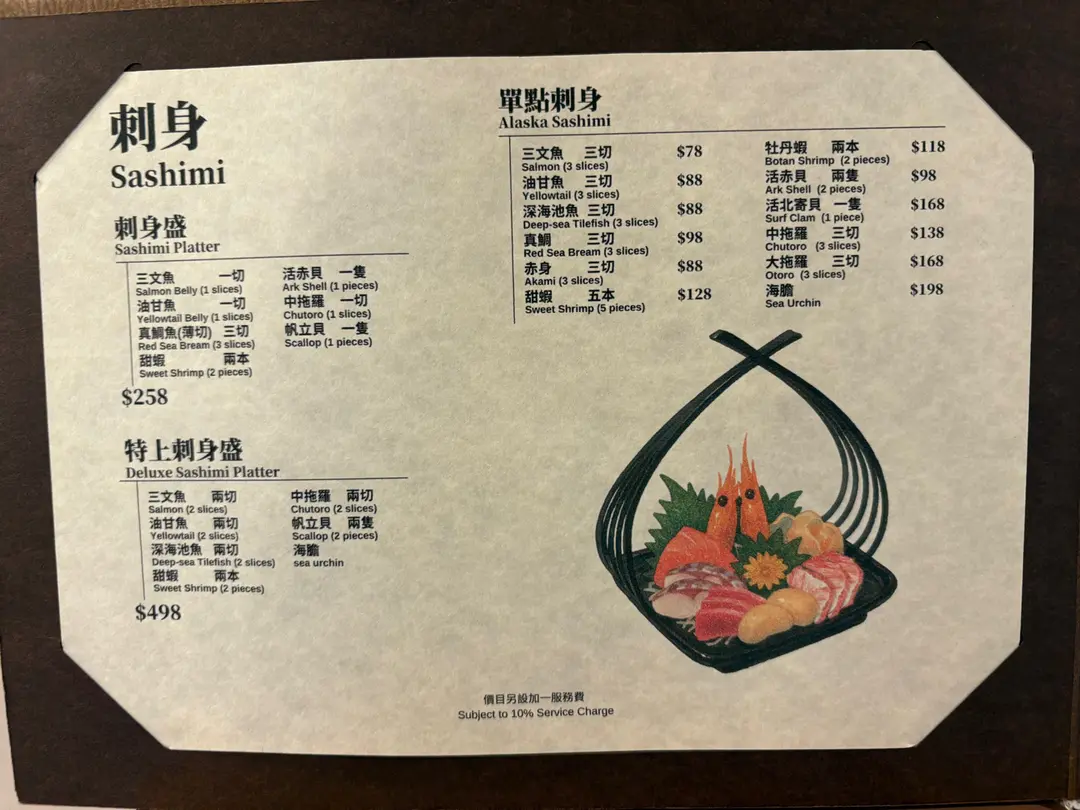 刺身
Sashimi
刺身盛
Sashimi Platter
三文魚 一切
Salmon Belly (1 slices)
油甘魚 一切
Yellowtail Belly (1 slices)
真鯛魚(薄切) 三切
Red Sea Bream (3 slices)
甜蝦 兩本
Sweet Shrimp (2 pieces)
活赤貝 一隻
Ark Shell (1 pieces)
中拖羅 一切
Chutoro (1 slices)
帆立貝 一隻
Scallop (1 pieces)
$258
特上刺身盛
Deluxe Sashimi Platter
三文魚 兩切
Salmon (2 slices)
油甘魚 兩切
Yellowtail (2 slices)
深海池魚 兩切
Deep-sea Tilefish (2 slices)
甜蝦 兩本
Sweet Shrimp (2 pieces)
中拖羅 兩切
Chutoro (2 slices)
帆立貝 兩隻
Scallop (2 pieces)
海膽
sea urchin
$498
單點刺身
Alaska Sashimi
三文魚 三切 $78
Salmon (3 slices)
油甘魚 三切 $88
Yellowtail (3 slices)
深海池魚 三切 $88
Deep-sea Tilefish (3 slices)
真鯛 三切 $98
Red Sea Bream (3 slices)
赤身 三切 $88
Akami (3 slices)
甜蝦 五本 $128
Sweet Shrimp (5 pieces)
牡丹蝦 兩本 $118
Botan Shrimp (2 pieces)
活赤貝 兩隻 $98
Ark Shell (2 pieces)
活北寄貝 一隻 $168
Surf Clam (1 piece)
中拖羅 三切 $138
Chutoro (3 slices)
大拖羅 三切 $168
Otoro (3 slices)
海膽 $198
Sea Urchin
價目另設加一服務費
Subject to 10% Service Charge